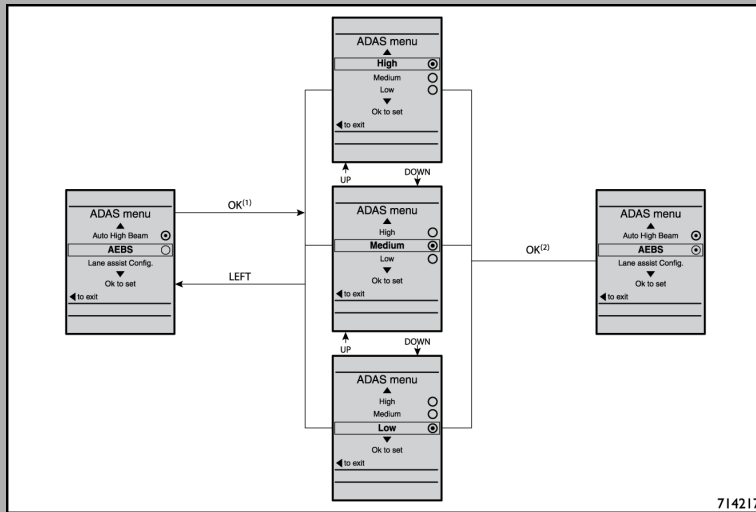 ADAS menu
High
Medium
Low
Ok to set
to exit
UP
DOWN
ADAS menu
Auto High Beam
AEBS
Lane assist Config.
Ok to set
to exit
OK(1)
LEFT
ADAS menu
High
Medium
Low
Ok to set
to exit
OK(2)
ADAS menu
Auto High Beam
AEBS
Lane assist Config.
Ok to set
to exit
UP
DOWN
ADAS menu
High
Medium
Low
Ok to set
to exit
714217